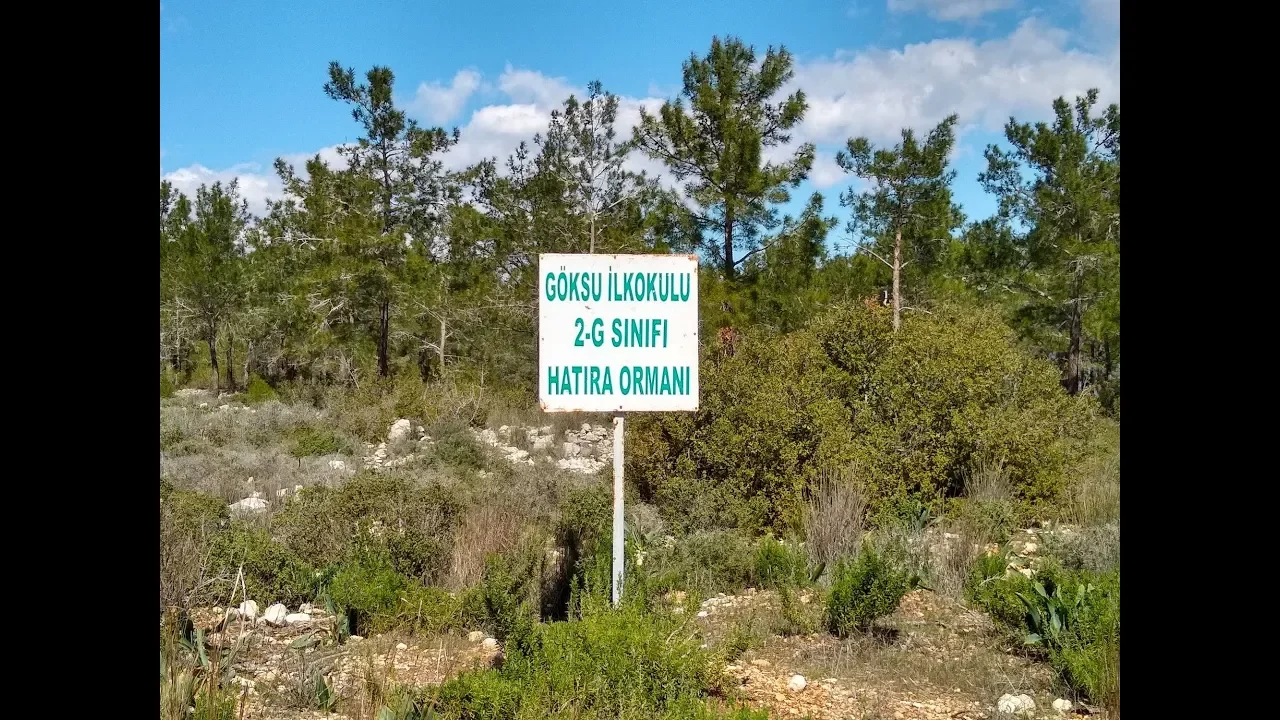 GÖKSU İLKOKULU
2-G SINIFI
HATIRA ORMANI